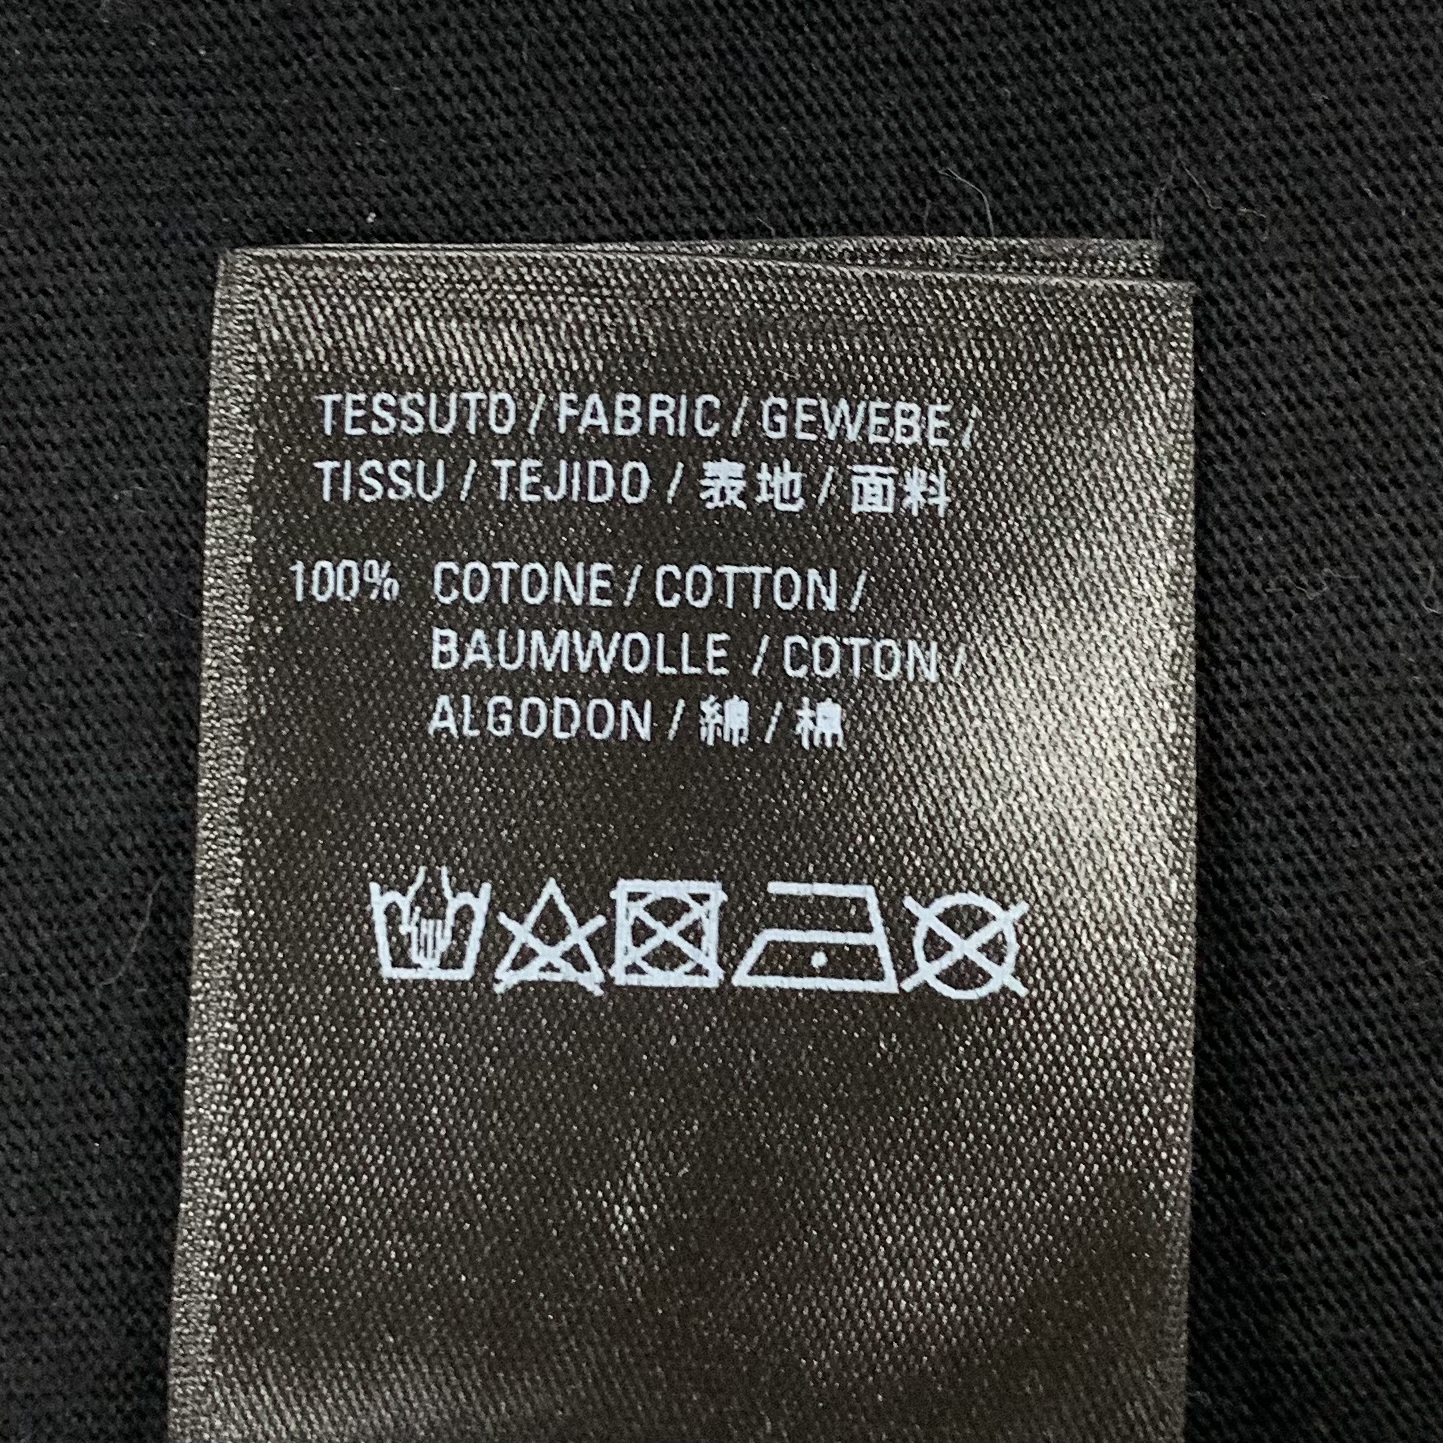 TESSUTO / FABRIC / GEWEBE /
TISSU / TEJIDO / 表地 / 面料
100% COTONE / COTTON /
BAUMWOLLE / COTON /
ALGODON / 綿 / 棉